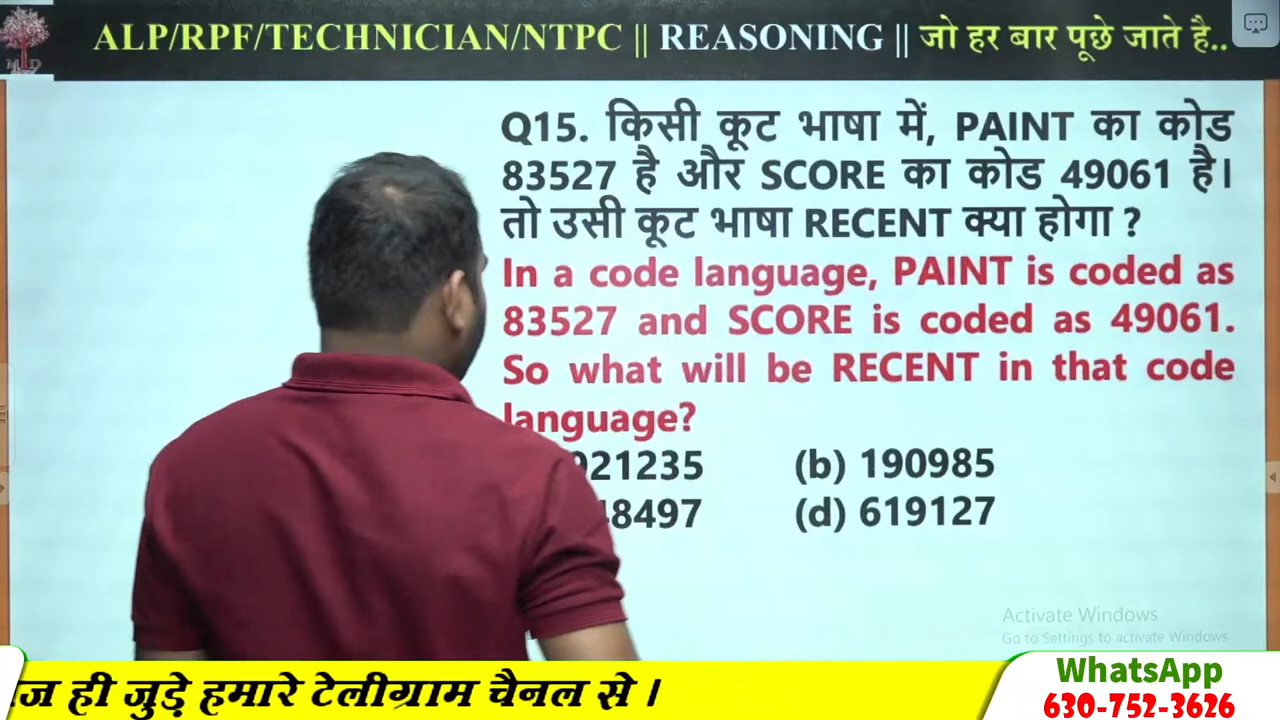 ALP/RPF/TECHNICIAN/NTPC || REASONING || जो हर बार पूछे जाते है..
Q15. किसी कूट भाषा में, PAINT का कोड
83527 है और SCORE का कोड 49061 है।
तो उसी कूट भाषा RECENT क्या होगा ?
In a code language, PAINT is coded as
83527 and SCORE is coded as 49061.
So what will be RECENT in that code
language?
921235 (b) 190985
8497 (d) 619127
Activate Windows
Go to Settings to activate Windows
ही जुड़े हमारे टेलीग्राम चैनल से ।
WhatsApp
630-752-3626